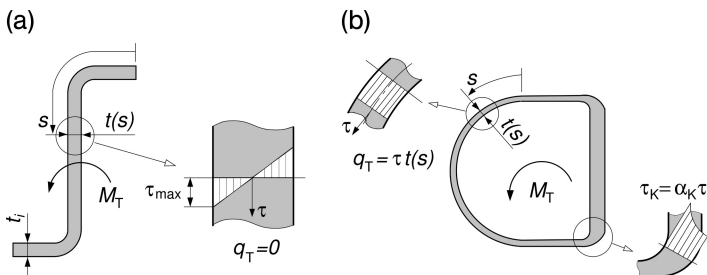 (a)
s
t(s)
M_T
t_i
τ_max
τ
q_T=0
(b)
s
t(s)
τ
q_T = τ t(s)
M_T
τ_K=α_K τ